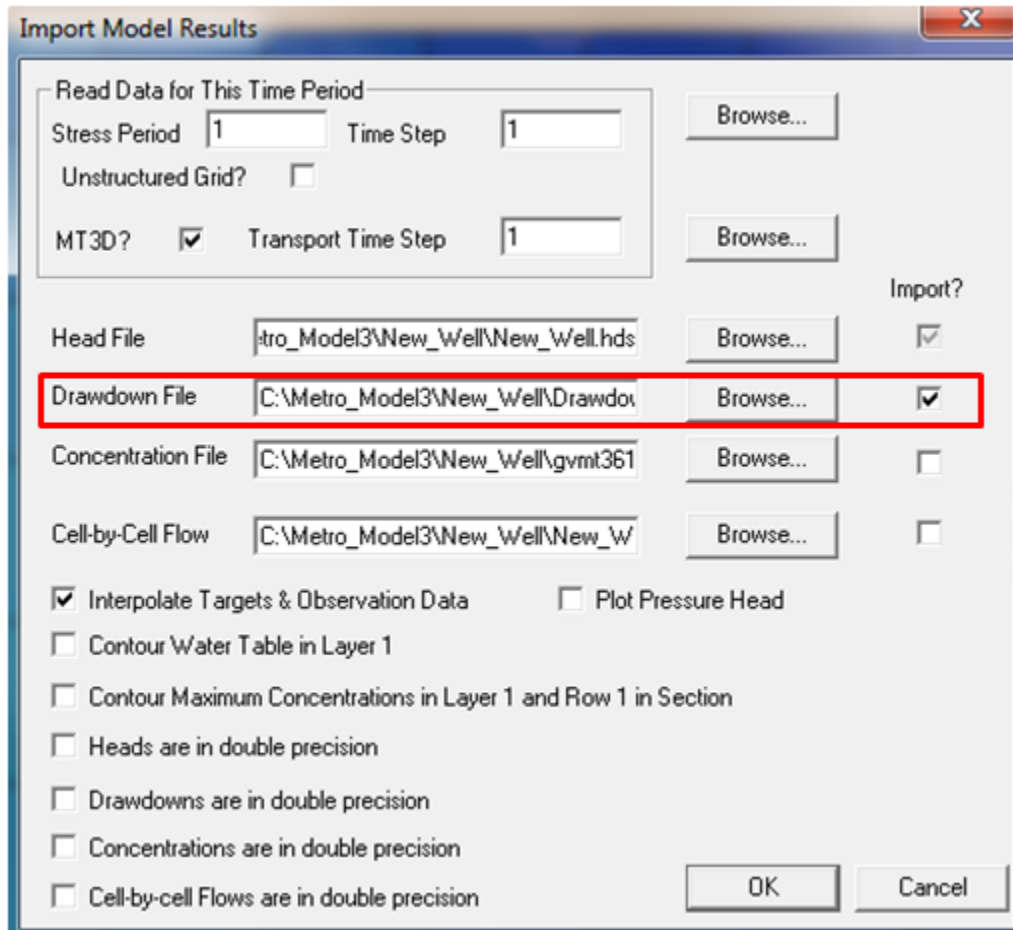 Import Model Results
X
Read Data for This Time Period
Stress Period 1 Time Step 1 Browse...
Unstructured Grid?
MT3D? Transport Time Step 1 Browse...
Import?
Head File etro_Model3\New_Well\New_Well.hds Browse...
Drawdown File C:\Metro_Model3\New_Well\Drawdo Browse...
Concentration File C:\Metro_Model3\New_Well\gvmt361 Browse...
Cell-by-Cell Flow C:\Metro_Model3\New_Well\New_W Browse...
Interpolate Targets & Observation Data Plot Pressure Head
Contour Water Table in Layer 1
Contour Maximum Concentrations in Layer 1 and Row 1 in Section
Heads are in double precision
Drawdowns are in double precision
Concentrations are in double precision
Cell-by-cell Flows are in double precision
OK Cancel